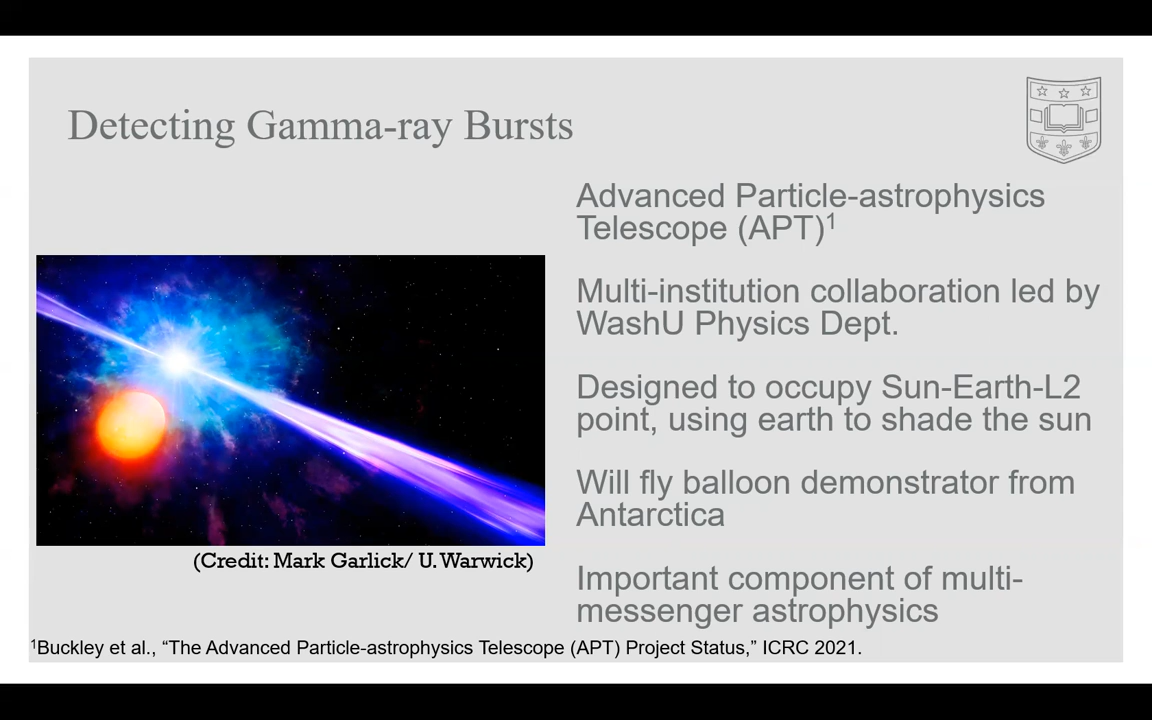 Detecting Gamma-ray Bursts
Advanced Particle-astrophysics
Telescope (APT)¹
Multi-institution collaboration led by
WashU Physics Dept.
Designed to occupy Sun-Earth-L2
point, using earth to shade the sun
Will fly balloon demonstrator from
Antarctica
Important component of multi-
messenger astrophysics
(Credit: Mark Garlick/ U. Warwick)
¹Buckley et al., “The Advanced Particle-astrophysics Telescope (APT) Project Status,” ICRC 2021.